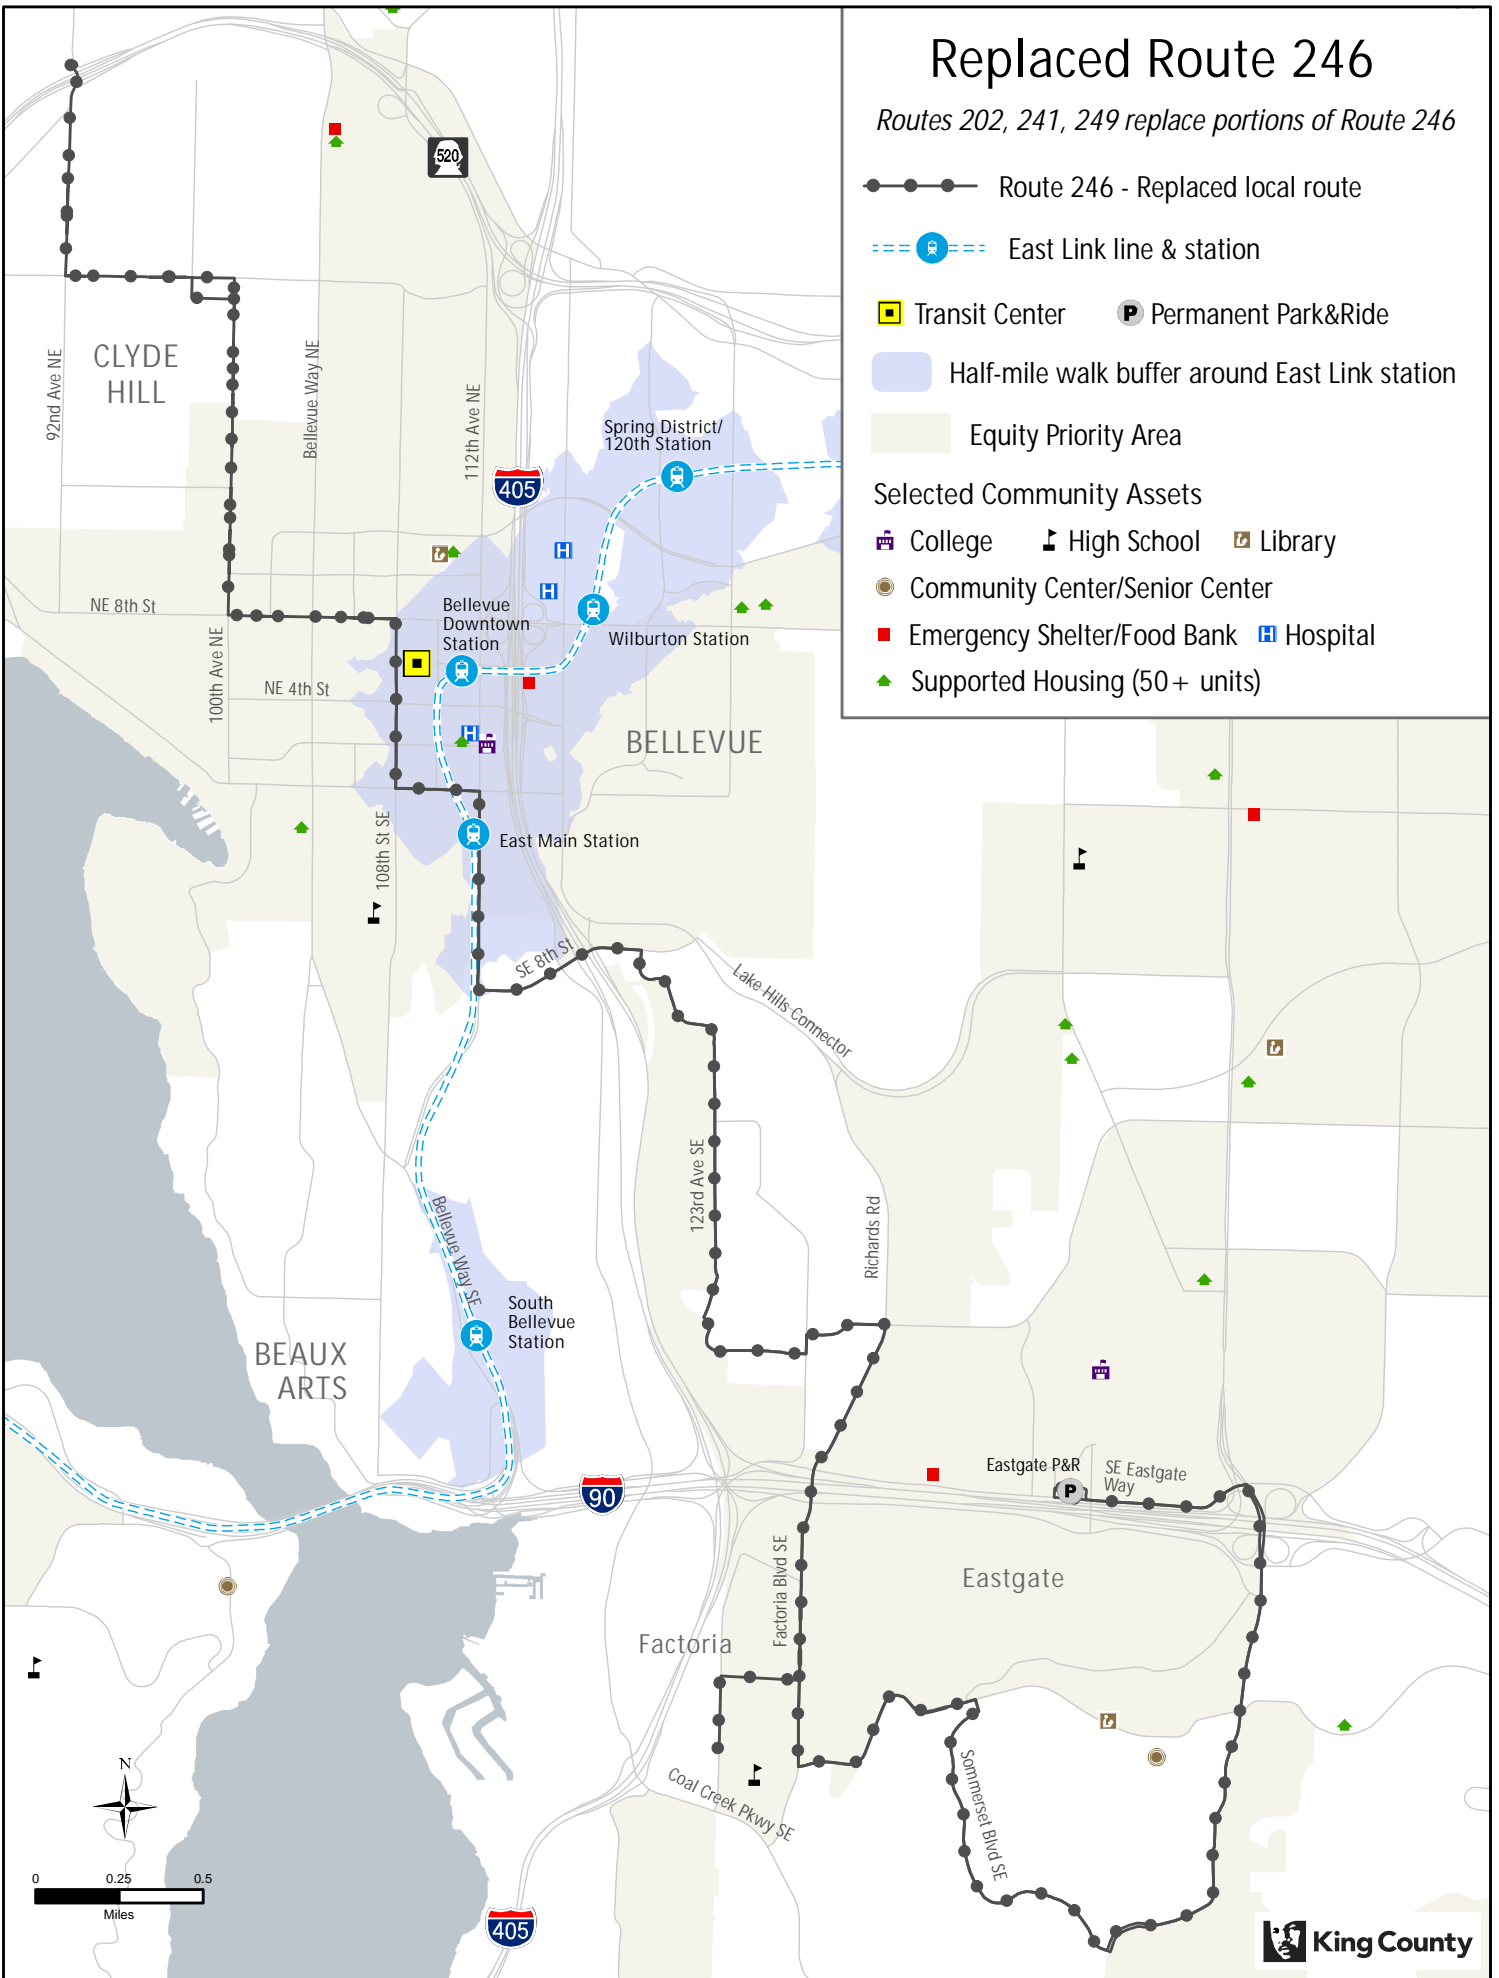 Replaced Route 246
Routes 202, 241, 249 replace portions of Route 246
Route 246 - Replaced local route
East Link line & station
Transit Center
P Permanent Park&Ride
Half-mile walk buffer around East Link station
Equity Priority Area
Selected Community Assets
College
High School
Library
Community Center/Senior Center
Emergency Shelter/Food Bank
H Hospital
Supported Housing (50+ units)
520
CLYDE
HILL
92nd Ave NE
Bellevue Way NE
112th Ave NE
405
Spring District/
120th Station
H
H
NE 8th St
Bellevue
Downtown
Station
Wilburton Station
100th Ave NE
NE 4th St
H
BELLEVUE
108th St SE
East Main Station
SE 8th St
Lake Hills Connector
123rd Ave SE
Richards Rd
Bellevue Way SE
South
Bellevue
Station
BEAUX
ARTS
90
Eastgate P&R
P
SE Eastgate
Way
Factoria Blvd SE
Eastgate
Factoria
Coal Creek Pkwy SE
Sommerset Blvd SE
N
0 0.25 0.5
Miles
405
King County